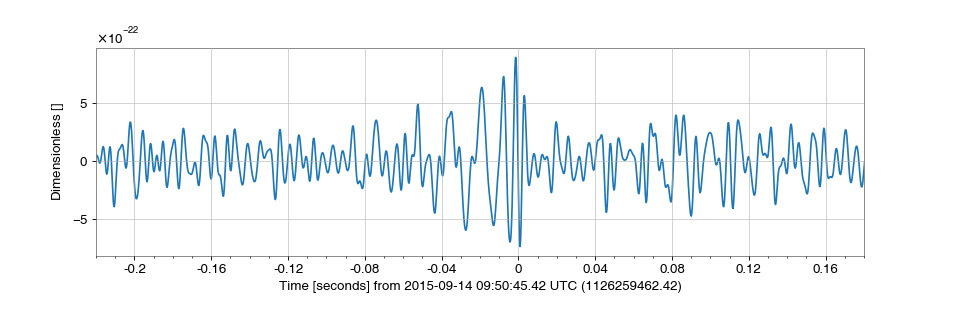 ×10⁻²²
Dimensionless []
5
0
−5
-0.2 -0.16 -0.12 -0.08 -0.04 0 0.04 0.08 0.12 0.16
Time [seconds] from 2015-09-14 09:50:45.42 UTC (1126259462.42)